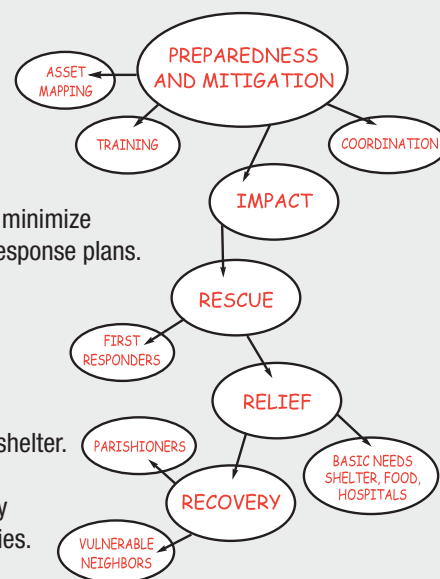 PREPAREDNESS
AND MITIGATION
ASSET
MAPPING
TRAINING
COORDINATION
IMPACT
minimize
esponse plans.
RESCUE
FIRST
RESPONDERS
RELIEF
shelter.
PARISHIONERS
BASIC NEEDS
SHELTER, FOOD,
HOSPITALS
RECOVERY
y
ies.
VULNERABLE
NEIGHBORS